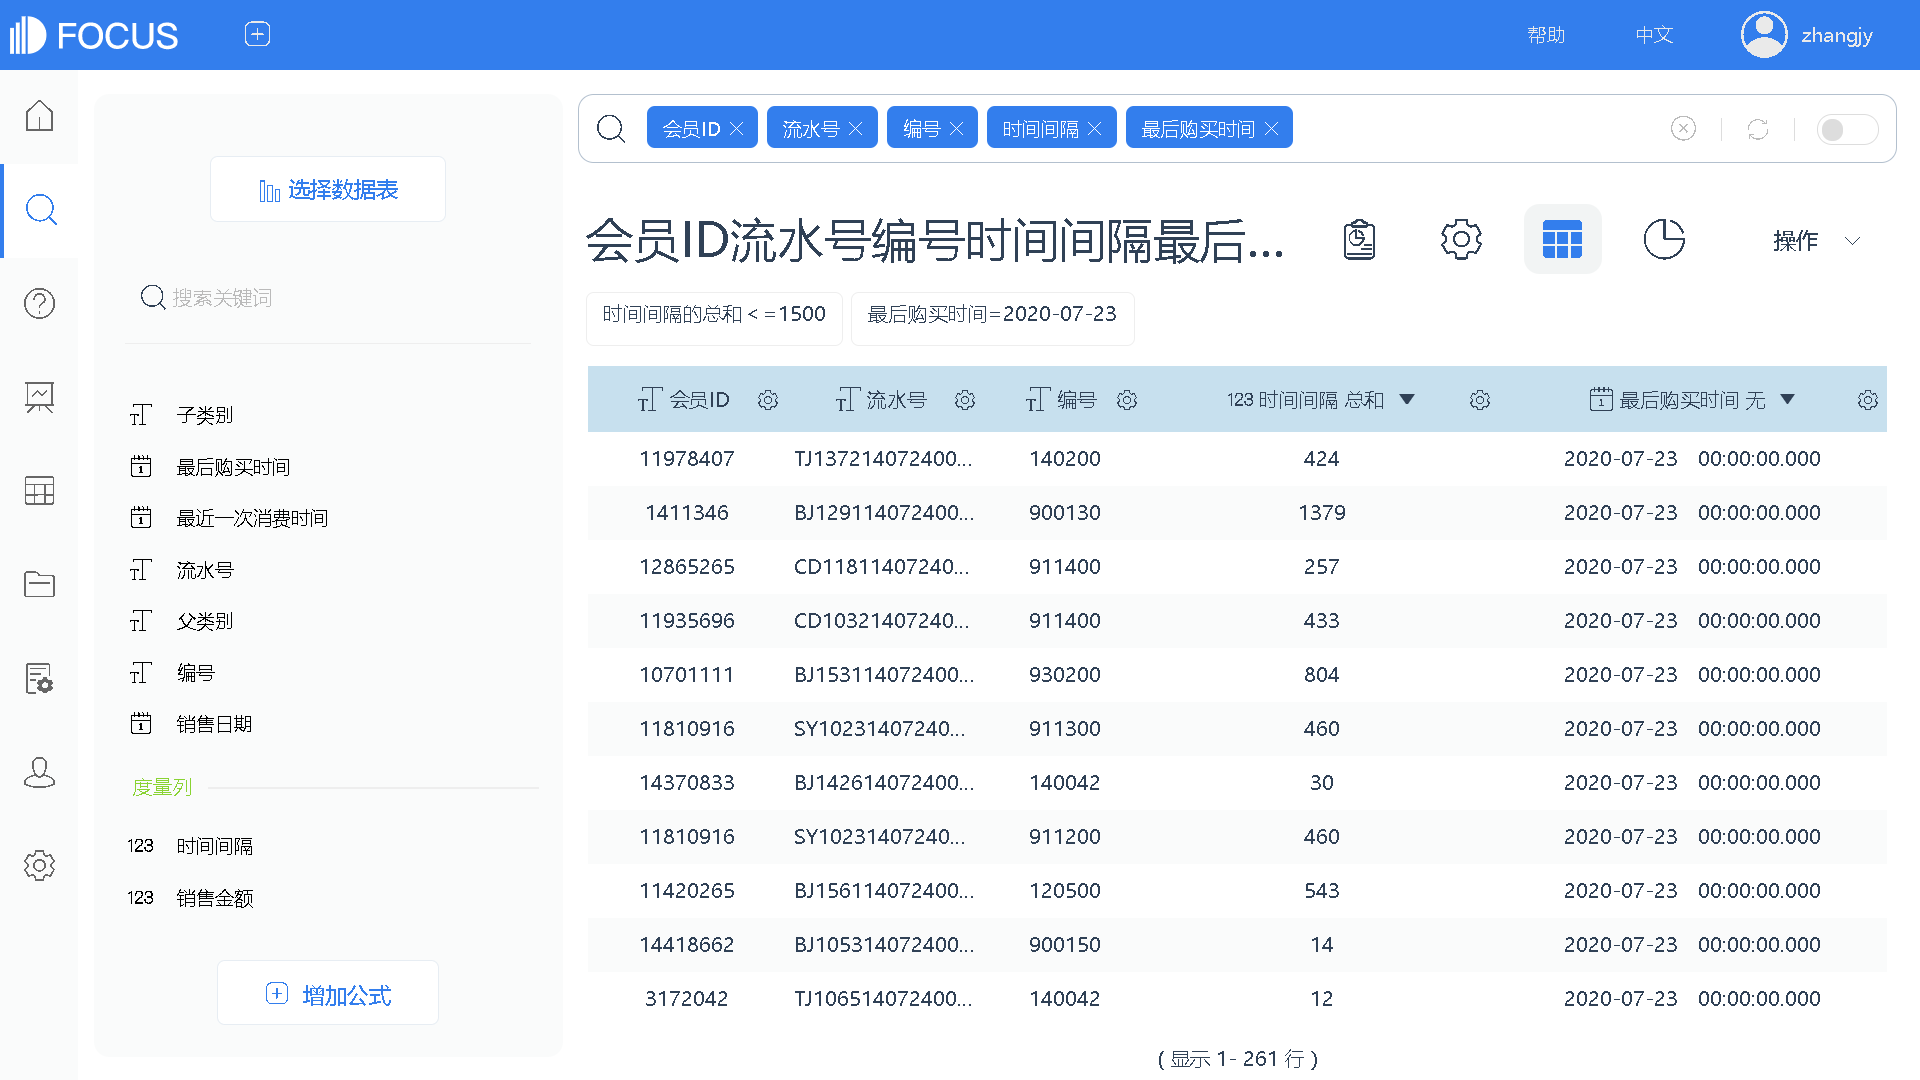 FOCUS
帮助
中文
zhangjy
会员ID
流水号
编号
时间间隔
最后购买时间
选择数据表
搜索关键词
子类别
最后购买时间
最近一次消费时间
流水号
父类别
编号
销售日期
度量列
123 时间间隔
123 销售金额
增加公式
会员ID流水号编号时间间隔最后...
操作
时间间隔的总和<=1500
最后购买时间=2020-07-23
会员ID 流水号 编号 123 时间间隔 总和 最后购买时间 无
11978407 TJ137214072400... 140200 424 2020-07-23 00:00:00.000
1411346 BJ129114072400... 900130 1379 2020-07-23 00:00:00.000
12865265 CD11811407240... 911400 257 2020-07-23 00:00:00.000
11935696 CD10321407240... 911400 433 2020-07-23 00:00:00.000
10701111 BJ153114072400... 930200 804 2020-07-23 00:00:00.000
11810916 SY10231407240... 911300 460 2020-07-23 00:00:00.000
14370833 BJ142614072400... 140042 30 2020-07-23 00:00:00.000
11810916 SY10231407240... 911200 460 2020-07-23 00:00:00.000
11420265 BJ156114072400... 120500 543 2020-07-23 00:00:00.000
14418662 BJ105314072400... 900150 14 2020-07-23 00:00:00.000
3172042 TJ106514072400... 140042 12 2020-07-23 00:00:00.000
( 显示 1- 261 行 )